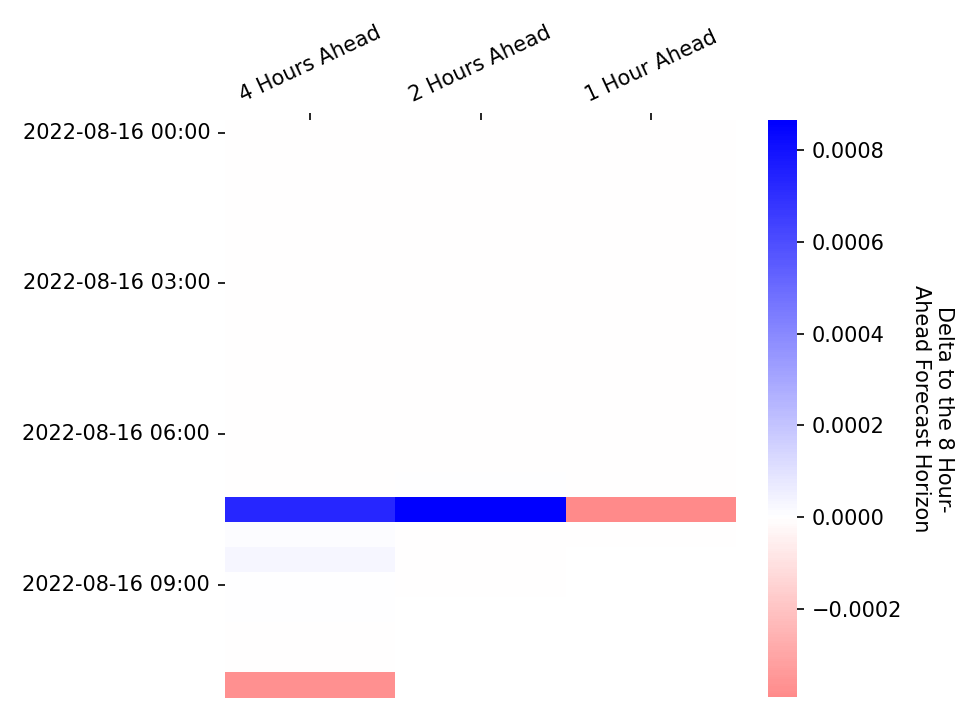 4 Hours Ahead
2 Hours Ahead
1 Hour Ahead
2022-08-16 00:00
2022-08-16 03:00
2022-08-16 06:00
2022-08-16 09:00
0.0008
0.0006
0.0004
0.0002
0.0000
−0.0002
Delta to the 8 Hour-
Ahead Forecast Horizon